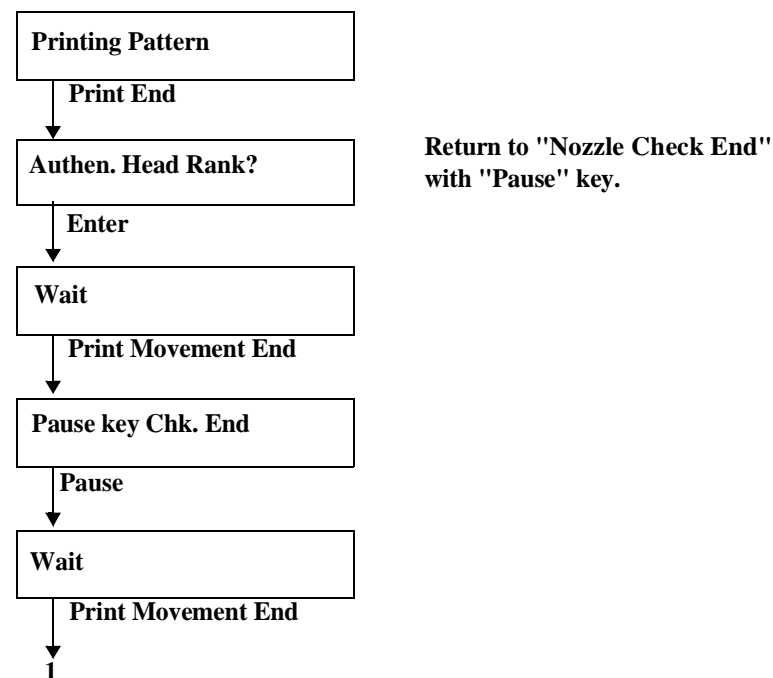 Printing Pattern
Print End
Authen. Head Rank?
Return to "Nozzle Check End"
with "Pause" key.
Enter
Wait
Print Movement End
Pause key Chk. End
Pause
Wait
Print Movement End
1